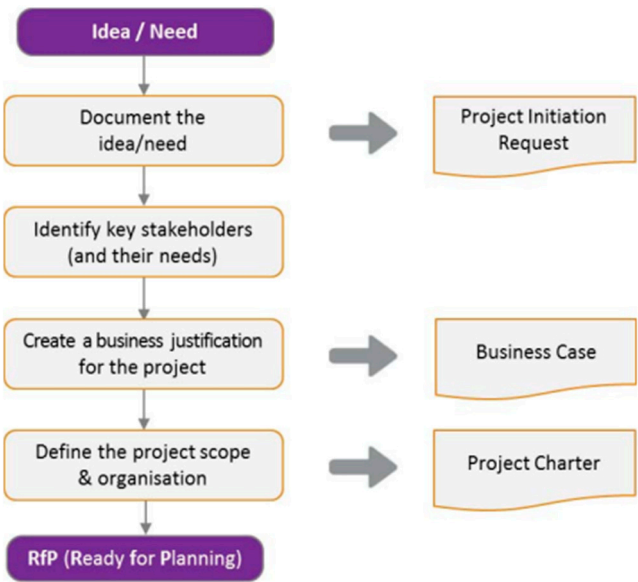 Idea / Need
Document the
idea/need
Project Initiation
Request
Identify key stakeholders
(and their needs)
Create a business justification
for the project
Business Case
Define the project scope
& organisation
Project Charter
RfP (Ready for Planning)